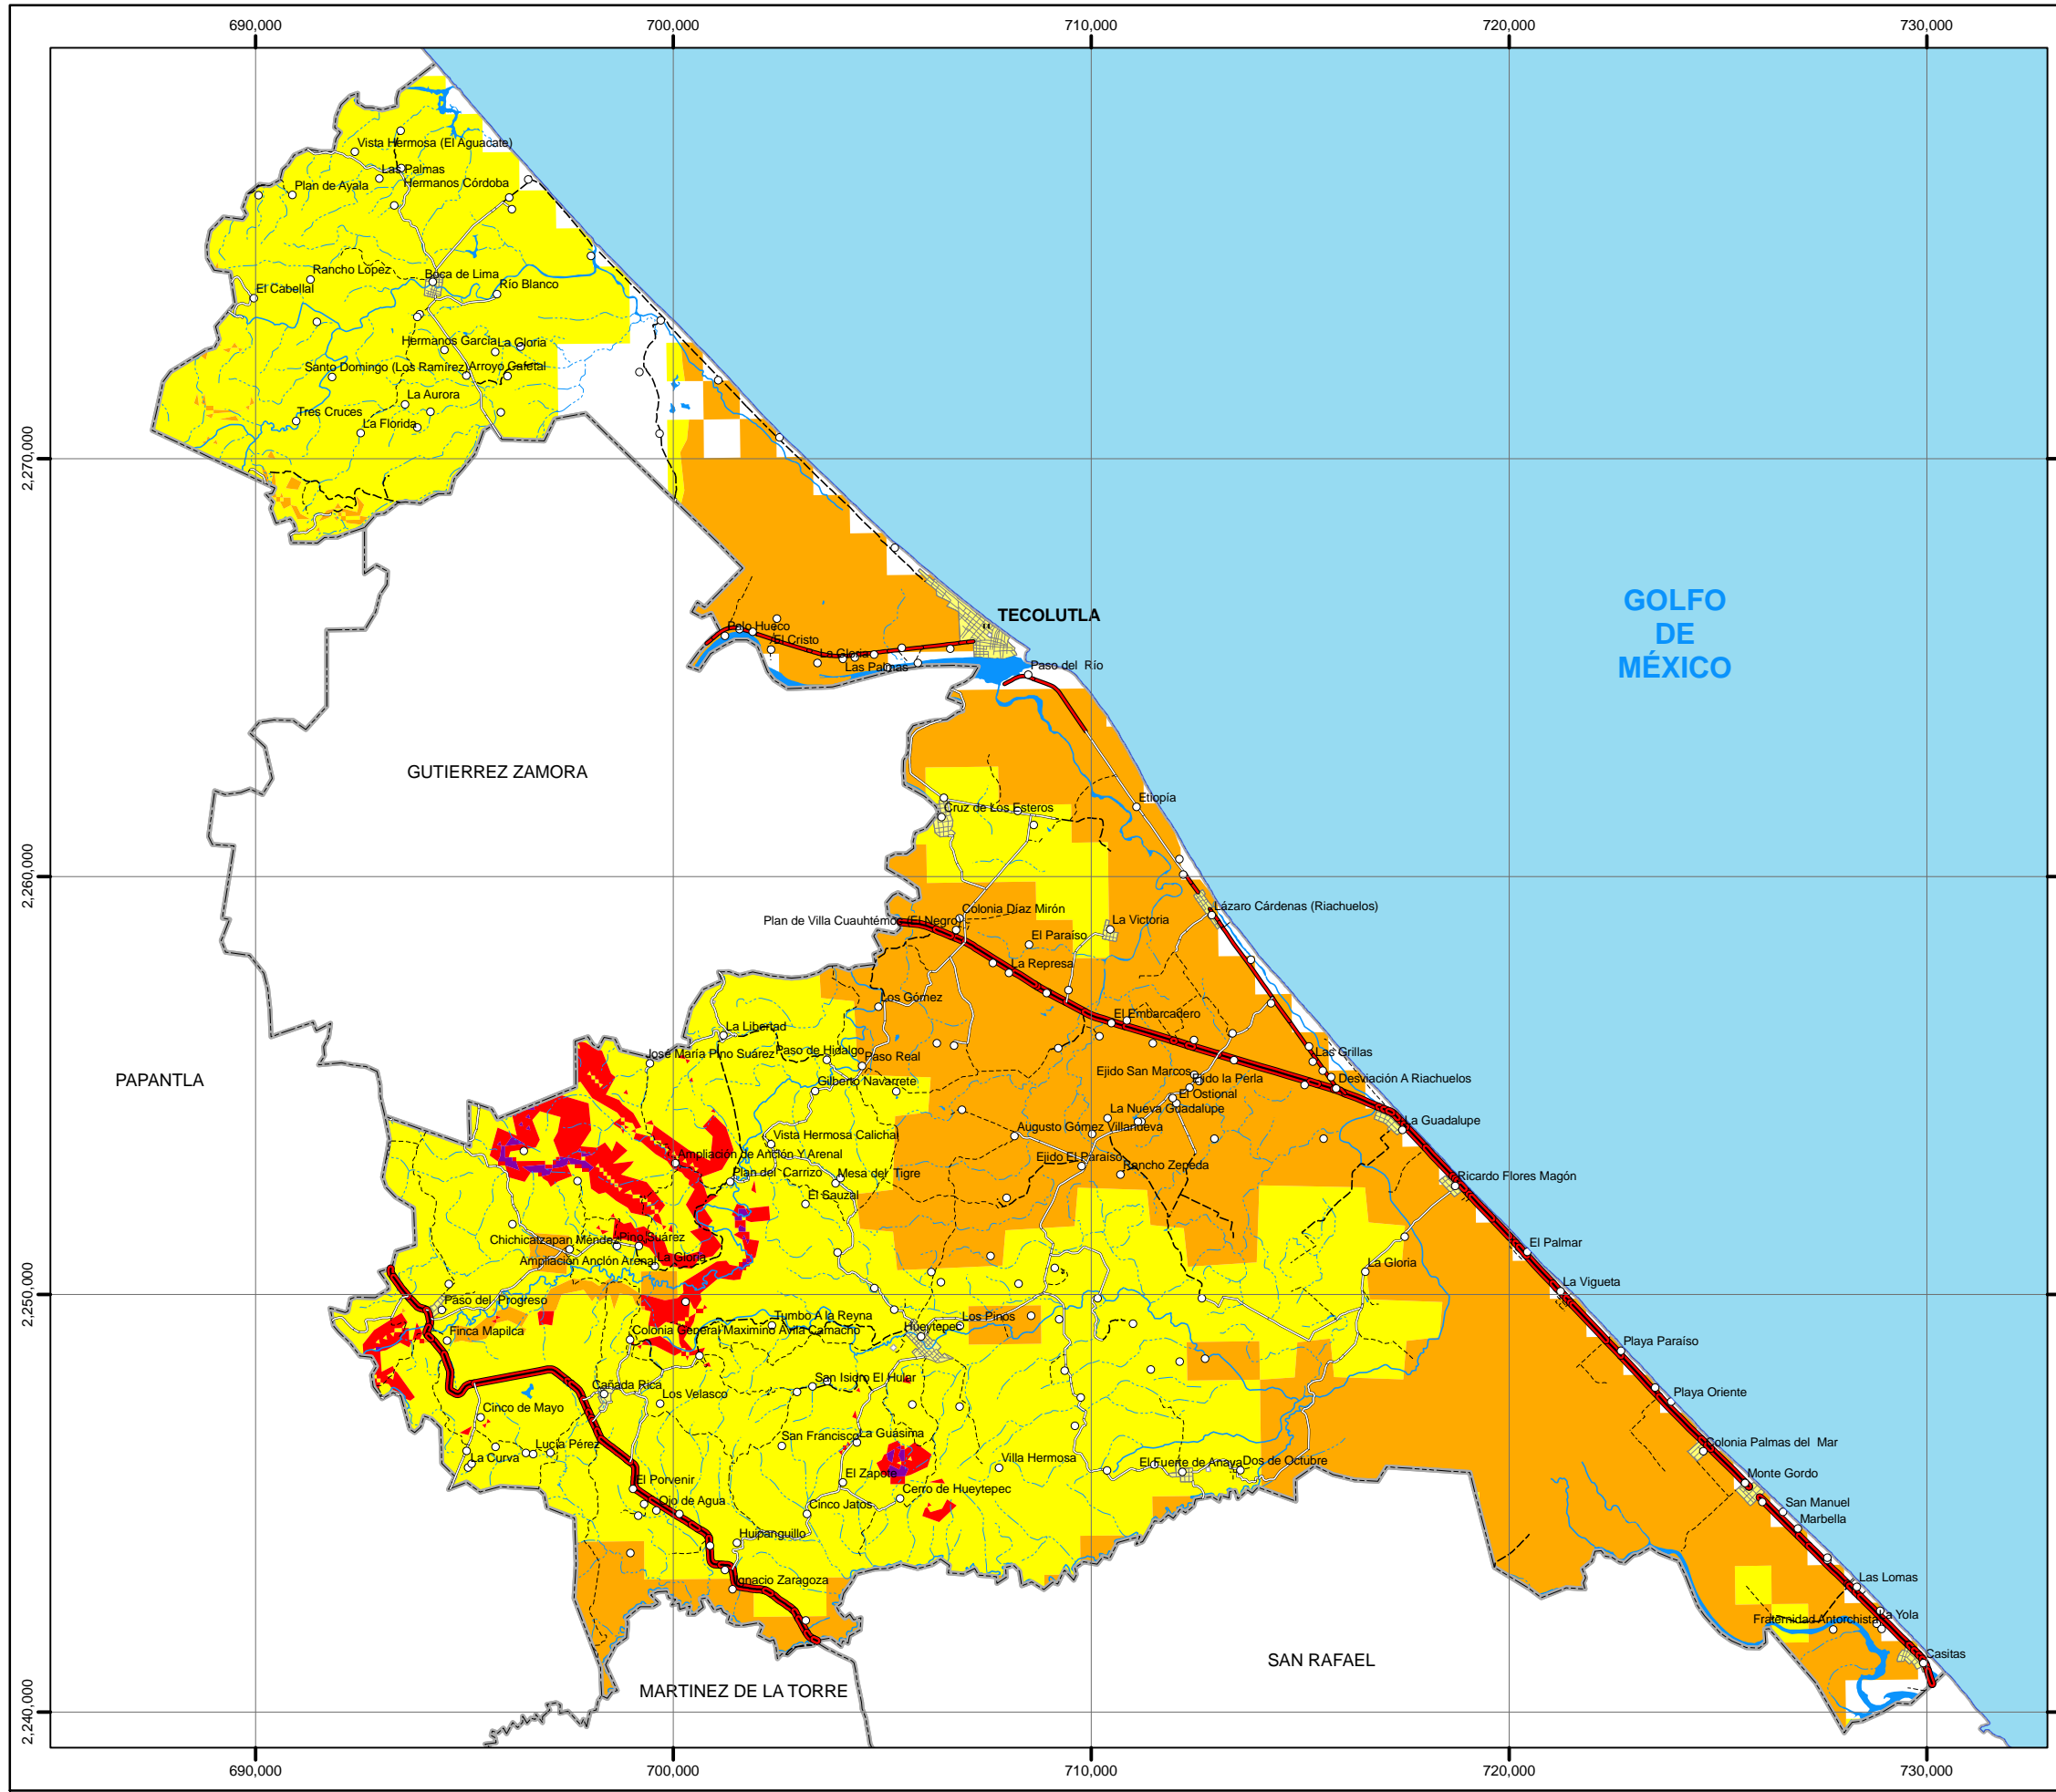 690,000
700,000
710,000
720,000
730,000
Vista Hermosa (El Aguacate)
Las Palmas
Hermanos Córdoba
Plan de Ayala
Rancho López
Boca de Lima
El Cabellal
Río Blanco
Hermanos García
La Gloria
Santo Domingo (Los Ramírez)
Arroyo Gafetal
La Aurora
Tres Cruces
La Florida
2,270,000
GOLFO
DE
MÉXICO
TECOLUTLA
Palo Hueco
El Cristo
La Gloria
Las Palmas
Paso del Río
GUTIERREZ ZAMORA
Etiopía
Cruz de Los Esteros
2,260,000
Colonia Díaz Mirón
Plan de Villa Cuauhtémoc (El Negro)
La Victoria
Lázaro Cárdenas (Riachuelos)
El Paraíso
La Represa
Los Gómez
El Embarcadero
La Libertad
José María Pino Suárez
Paso de Hidalgo
Paso Real
Las Grillas
PAPANTLA
Gilberto Navarrete
Ejido San Marcos
Ejido la Perla
Desviación A Riachuelos
El Ostional
La Nueva Guadalupe
La Guadalupe
Vista Hermosa Calichal
Augusto Gómez Villanueva
Ampliación de Anclón Y Arenal
Ejido El Paraíso
Plan del Carrizo
Mesa del Tigre
Rancho Zepeda
Ricardo Flores Magón
El Sauzal
Chichicatzapan Méndez
Pino Suárez
Ampliación Anclón Arenal
La Gloria
El Palmar
La Gloria
La Vigueta
2,250,000
Paso del Progreso
Tumbo A la Reyna
Los Pinos
Finca Mapilca
Colonia General Maximino Avila Camacho
Hueytepec
Playa Paraíso
Cañada Rica
Los Velasco
San Isidro El Hular
Playa Oriente
Cinco de Mayo
Lucía Pérez
San Francisco
La Guásima
Colonia Palmas del Mar
La Curva
Villa Hermosa
El Fuerte de Anaya
Dos de Octubre
El Porvenir
El Zapote
Monte Gordo
Ojo de Agua
Cerro de Hueytepec
Cinco Jatos
San Manuel
Marbella
Huipanguillo
Ignacio Zaragoza
Las Lomas
Fraternidad Antorchista
La Yola
Casitas
SAN RAFAEL
MARTINEZ DE LA TORRE
2,240,000
690,000
700,000
710,000
720,000
730,000